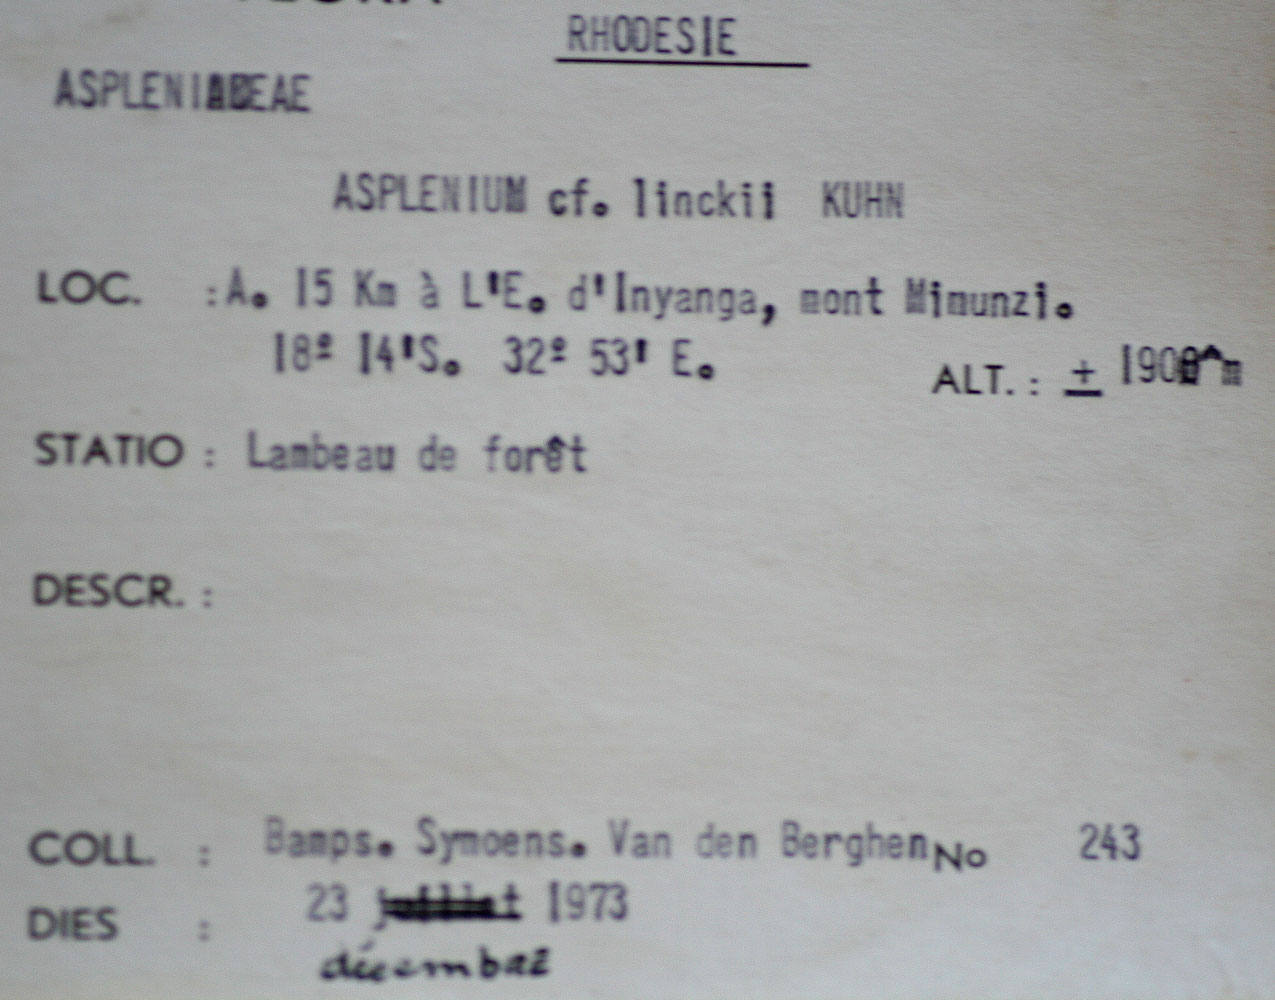 FLORA
RHODESIE
ASPLENIACEAE
ASPLENIUM cf. linckii KUHN
LOC. : A. 15 Km à L'E. d'Inyanga, mont Mimunzi.
18º 14'S. 32º 53' E. ALT. : ± 1900 m
STATIO : Lambeau de forêt
DESCR. :
COLL. : Bamps. Symoens. Van den Berghen No 243
DIES : 23 juillet 1973
décembre